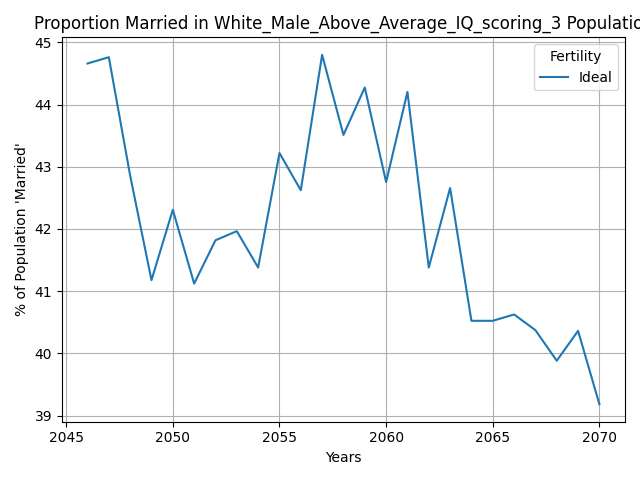 Proportion Married in White_Male_Above_Average_IQ_scoring_3 Populatio
Fertility
Ideal
% of Population 'Married'
45
44
43
42
41
40
39
2045 2050 2055 2060 2065 2070
Years